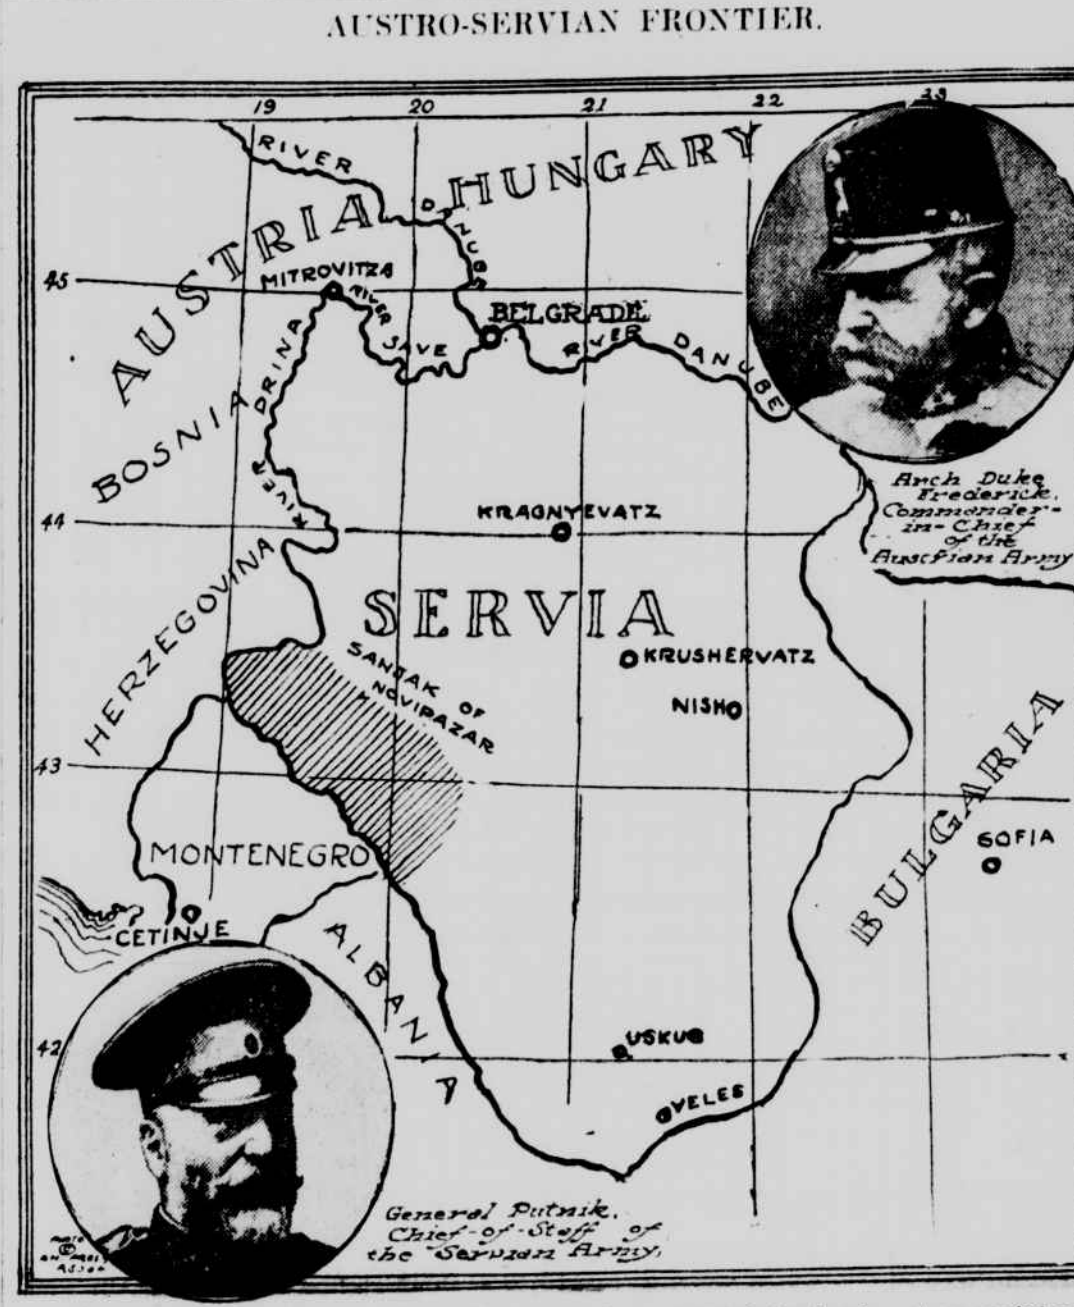 AUSTRO-SERVIAN FRONTIER.
19 20 21 22 23
RIVER
DANUBE
AUSTRIA HUNGARY
45
MITROVITZA
RIVER SAVE
BELGRADE
RIVER DANUBE
RIVER DRINA
BOSNIA
Arch Duke
Frederick,
Commander-
in-Chief
of the
Austrian Army
44
KRAGNYEVATZ
HERZEGOVINA
SERVIA
SANJAK OF
NOVIPAZAR
KRUSHERVATZ
NISH
43
BULGARIA
SOFIA
MONTENEGRO
CETINJE
ALBANIA
42
USKUB
VELES
General Putnik,
Chief-of-Staff of
the Servian Army.
PHOTO
©